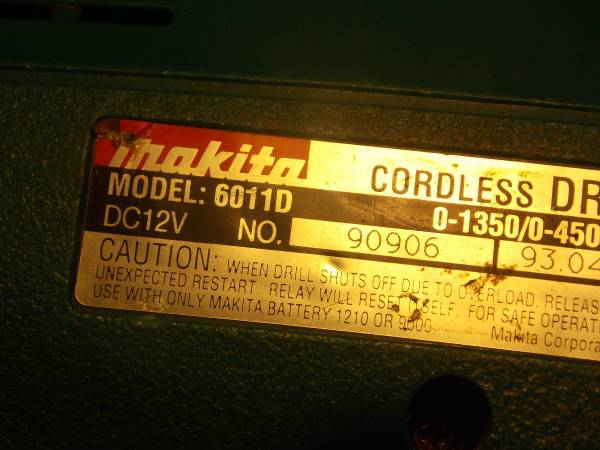 makita CORDLESS DR
MODEL: 6011D 0-1350/0-450
DC12V NO. 90906 93.04
CAUTION: WHEN DRILL SHUTS OFF DUE TO OVERLOAD, RELEAS
UNEXPECTED RESTART. RELAY WILL RESET SELF. FOR SAFE OPERAT
USE WITH ONLY MAKITA BATTERY 1210 OR 9000
Makita Corpora